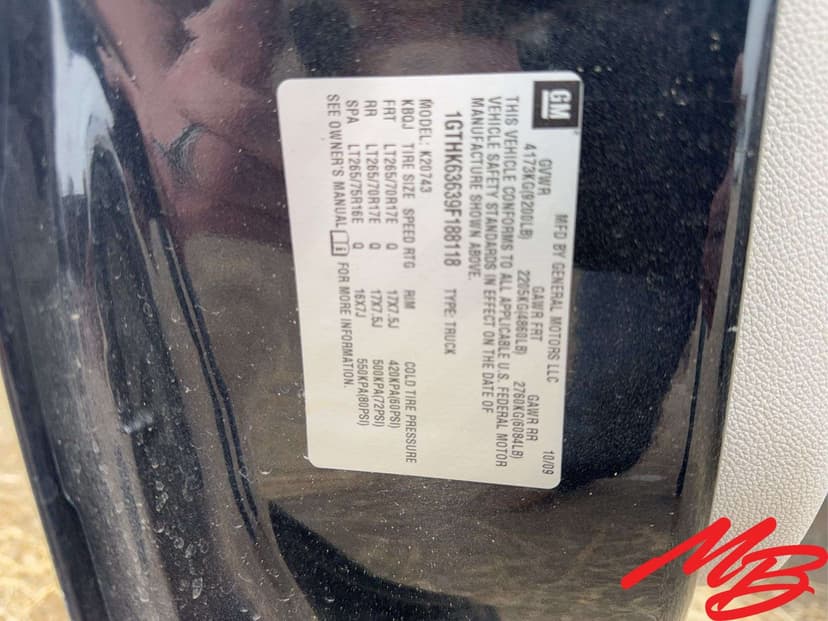 GM
MFD BY GENERAL MOTORS LLC 10/09
GVWR GAWR FRT GAWR RR
4173KG(9200LB) 2205KG(4860LB) 2760KG(6084LB)
THIS VEHICLE CONFORMS TO ALL APPLICABLE U.S. FEDERAL MOTOR
VEHICLE SAFETY STANDARDS IN EFFECT ON THE DATE OF
MANUFACTURE SHOWN ABOVE.
1GTHK63639F188118 TYPE: TRUCK
MODEL: K20743
KBOJ TIRE SIZE SPEED RTG RIM COLD TIRE PRESSURE
FRT LT265/70R17E Q 17X7.5J 420KPA(60PSI)
RR LT265/70R17E Q 17X7.5J 500KPA(72PSI)
SPA LT265/75R16E Q 16X7J 550KPA(80PSI)
SEE OWNER'S MANUAL FOR MORE INFORMATION.
MB